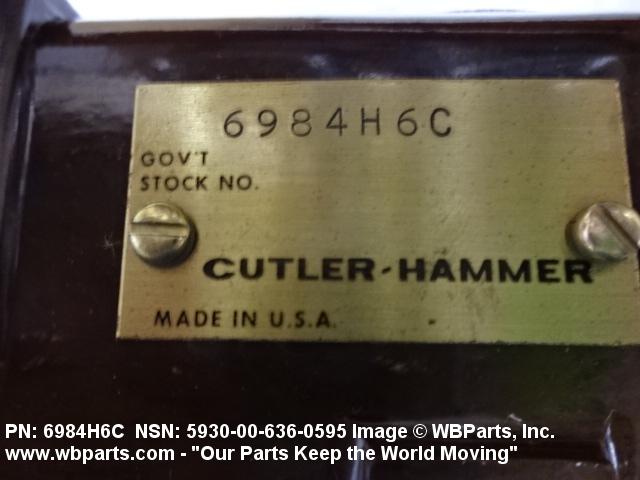 6984H6C
GOV'T
STOCK NO.
CUTLER-HAMMER
MADE IN U.S.A.
PN: 6984H6C NSN: 5930-00-636-0595 Image © WBParts, Inc.
www.wbparts.com - "Our Parts Keep the World Moving"